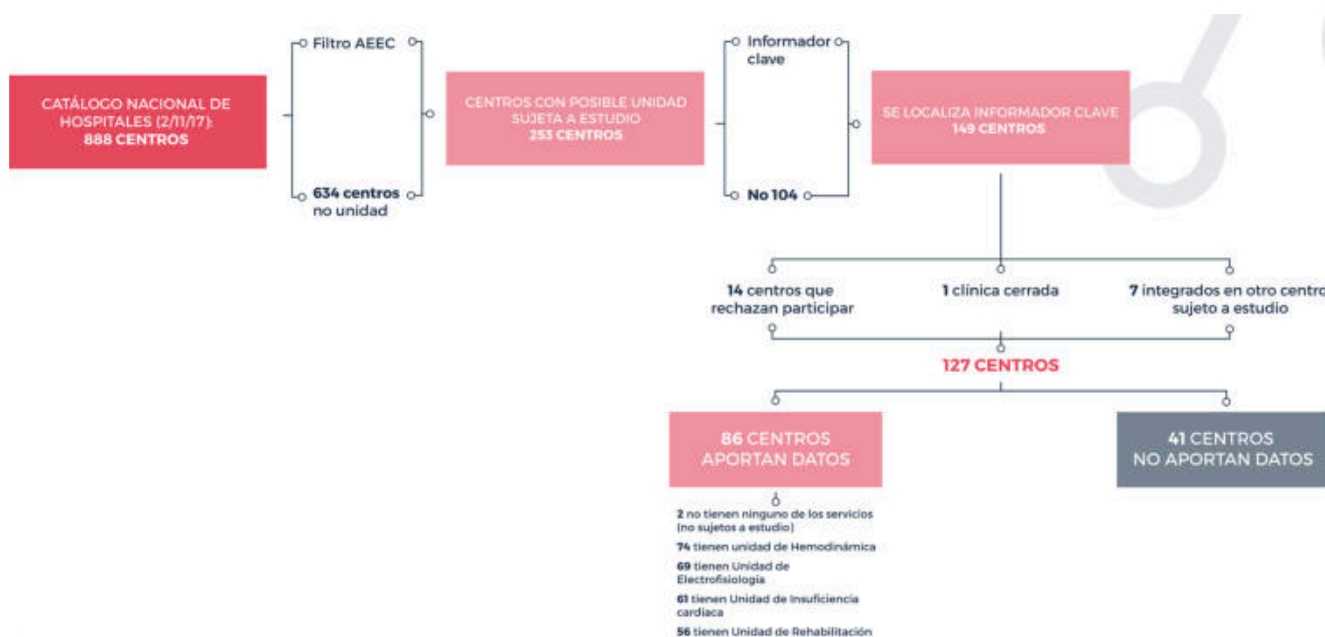 CATÁLOGO NACIONAL DE
HOSPITALES (2/11/17):
888 CENTROS
Filtro AEEC
634 centros
no unidad
CENTROS CON POSIBLE UNIDAD
SUJETA A ESTUDIO
253 CENTROS
Informador
clave
No 104
SE LOCALIZA INFORMADOR CLAVE
149 CENTROS
14 centros que
rechazan participar
1 clínica cerrada
7 integrados en otro centro
sujeto a estudio
127 CENTROS
86 CENTROS
APORTAN DATOS
41 CENTROS
NO APORTAN DATOS
2 no tienen ninguno de los servicios
(no sujetos a estudio)
74 tienen unidad de Hemodinámica
69 tienen Unidad de
Electrofisiología
61 tienen Unidad de Insuficiencia
cardiaca
56 tienen Unidad de Rehabilitación